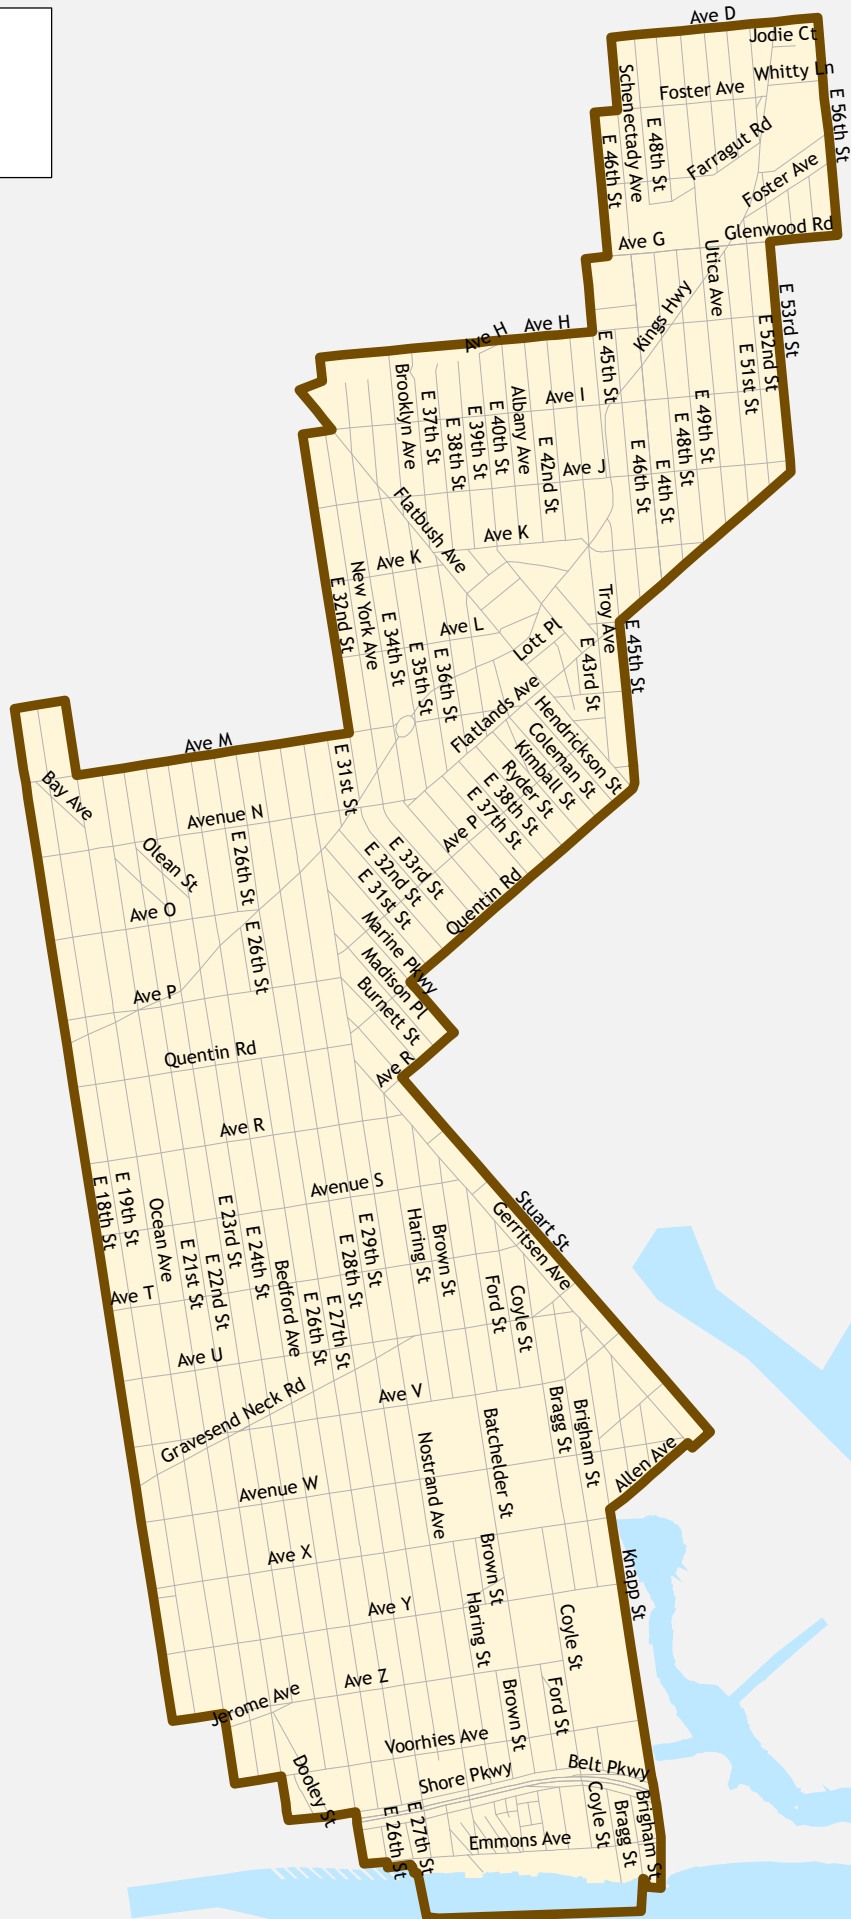 Ave D
Jodie Ct
Whitty Ln
Foster Ave
Schenectady Ave
E 48th St
Farragut Rd
E 56th St
E 46th St
Foster Ave
Glenwood Rd
Ave G
Utica Ave
Kings Hwy
E 53rd St
E 52nd St
E 51st St
Ave H
Ave H
E 45th St
Brooklyn Ave
E 37th St
E 38th St
E 39th St
E 40th St
Albany Ave
E 42nd St
Ave I
E 49th St
E 48th St
E 46th St
E 4th St
Ave J
Flatbush Ave
Ave K
Ave K
New York Ave
E 32nd St
E 34th St
E 35th St
E 36th St
Ave L
Lott Pl
Troy Ave
E 43rd St
E 45th St
Flatlands Ave
Hendrickson St
Coleman St
Kimball St
Ryder St
E 38th St
E 37th St
Ave P
Ave M
E 31st St
Bay Ave
Avenue N
Olean St
E 26th St
E 33rd St
E 32nd St
E 31st St
Quentin Rd
Ave O
E 26th St
Marine Pkwy
Madison Pl
Burnett St
Ave P
Quentin Rd
Ave R
Ave R
Avenue S
E 18th St
E 19th St
Ocean Ave
E 21st St
E 22nd St
E 23rd St
E 24th St
Bedford Ave
E 26th St
E 27th St
E 28th St
E 29th St
Haring St
Brown St
Stuart St
Gerritsen Ave
Ford St
Coyle St
Ave T
Ave U
Gravesend Neck Rd
Ave V
Bragg St
Brigham St
Batchelder St
Nostrand Ave
Allen Ave
Avenue W
Ave X
Brown St
Knapp St
Haring St
Ave Y
Coyle St
Ave Z
Jerome Ave
Brown St
Ford St
Voorhies Ave
Dooley St
Shore Pkwy
Belt Pkwy
E 26th St
E 27th St
Emmons Ave
Coyle St
Bragg St
Brigham St